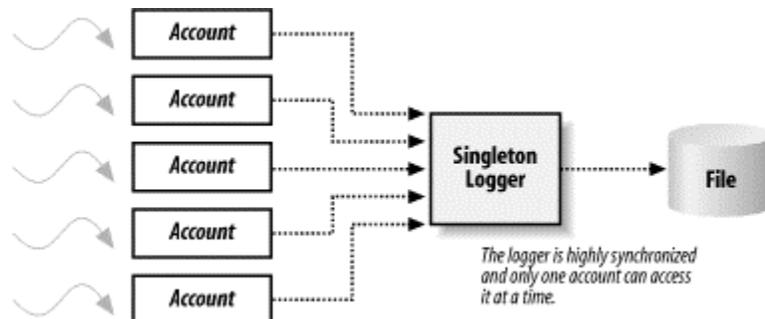 Account
Account
Account
Account
Account
Singleton
Logger
File
The logger is highly synchronized
and only one account can access
it at a time.